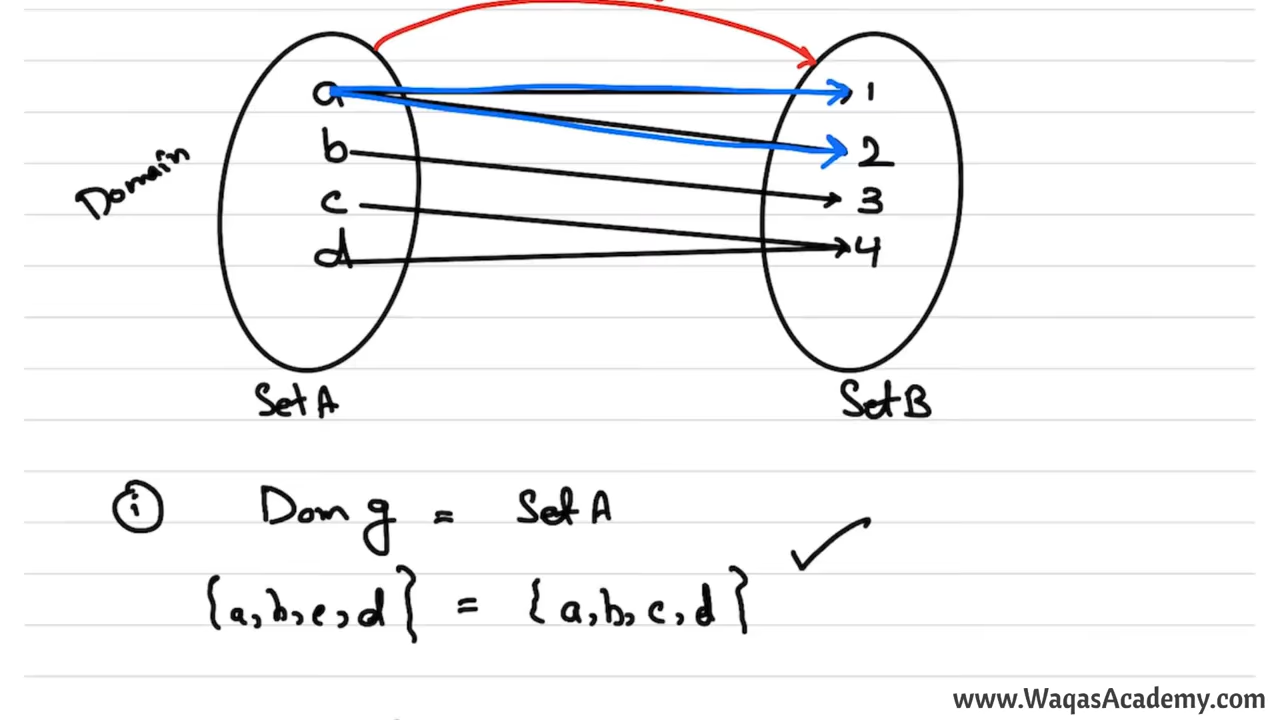 a 1
b 2
c 3
d 4
Domain
Set A Set B
i Dom g = Set A
{a, b, c, d} = {a, b, c, d}
www.WaqasAcademy.com